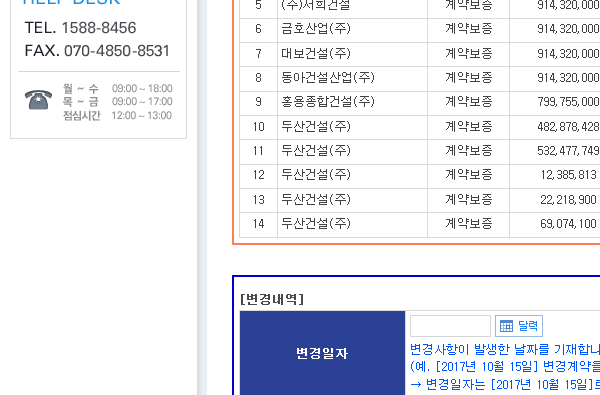 HELP DESK
TEL. 1588-8456
FAX. 070-4850-8531
월 ~ 수 09:00 ~ 18:00
목 ~ 금 09:00 ~ 17:00
점심시간 12:00 ~ 13:00
5 (주)서희건설 계약보증 914,320,000
6 금호산업(주) 계약보증 914,320,000
7 대보건설(주) 계약보증 914,320,000
8 동아건설산업(주) 계약보증 914,320,000
9 홍용종합건설(주) 계약보증 799,755,000
10 두산건설(주) 계약보증 482,878,428
11 두산건설(주) 계약보증 532,477,749
12 두산건설(주) 계약보증 12,385,813
13 두산건설(주) 계약보증 22,218,900
14 두산건설(주) 계약보증 69,074,100
[변경내역]
변경일자
달력
변경사항이 발생한 날짜를 기재합니
(예. [2017년 10월 15일] 변경계약를
→ 변경일자는 [2017년 10월 15일]로